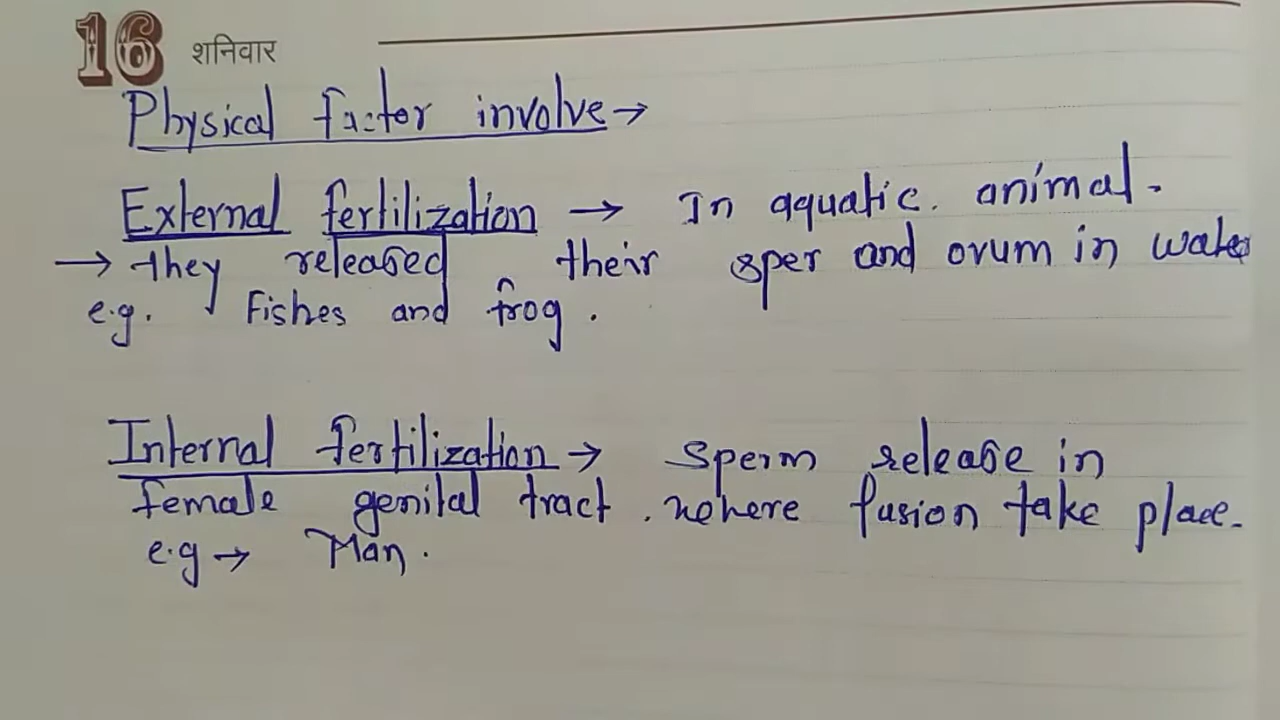 16 शनिवार
Physical factor involve→
External fertilization → In aquatic. animal.
→ they released their sper and ovum in water
e.g. Fishes and frog.
Internal fertilization → sperm release in
female genital tract. where fusion take place.
e.g → Man.